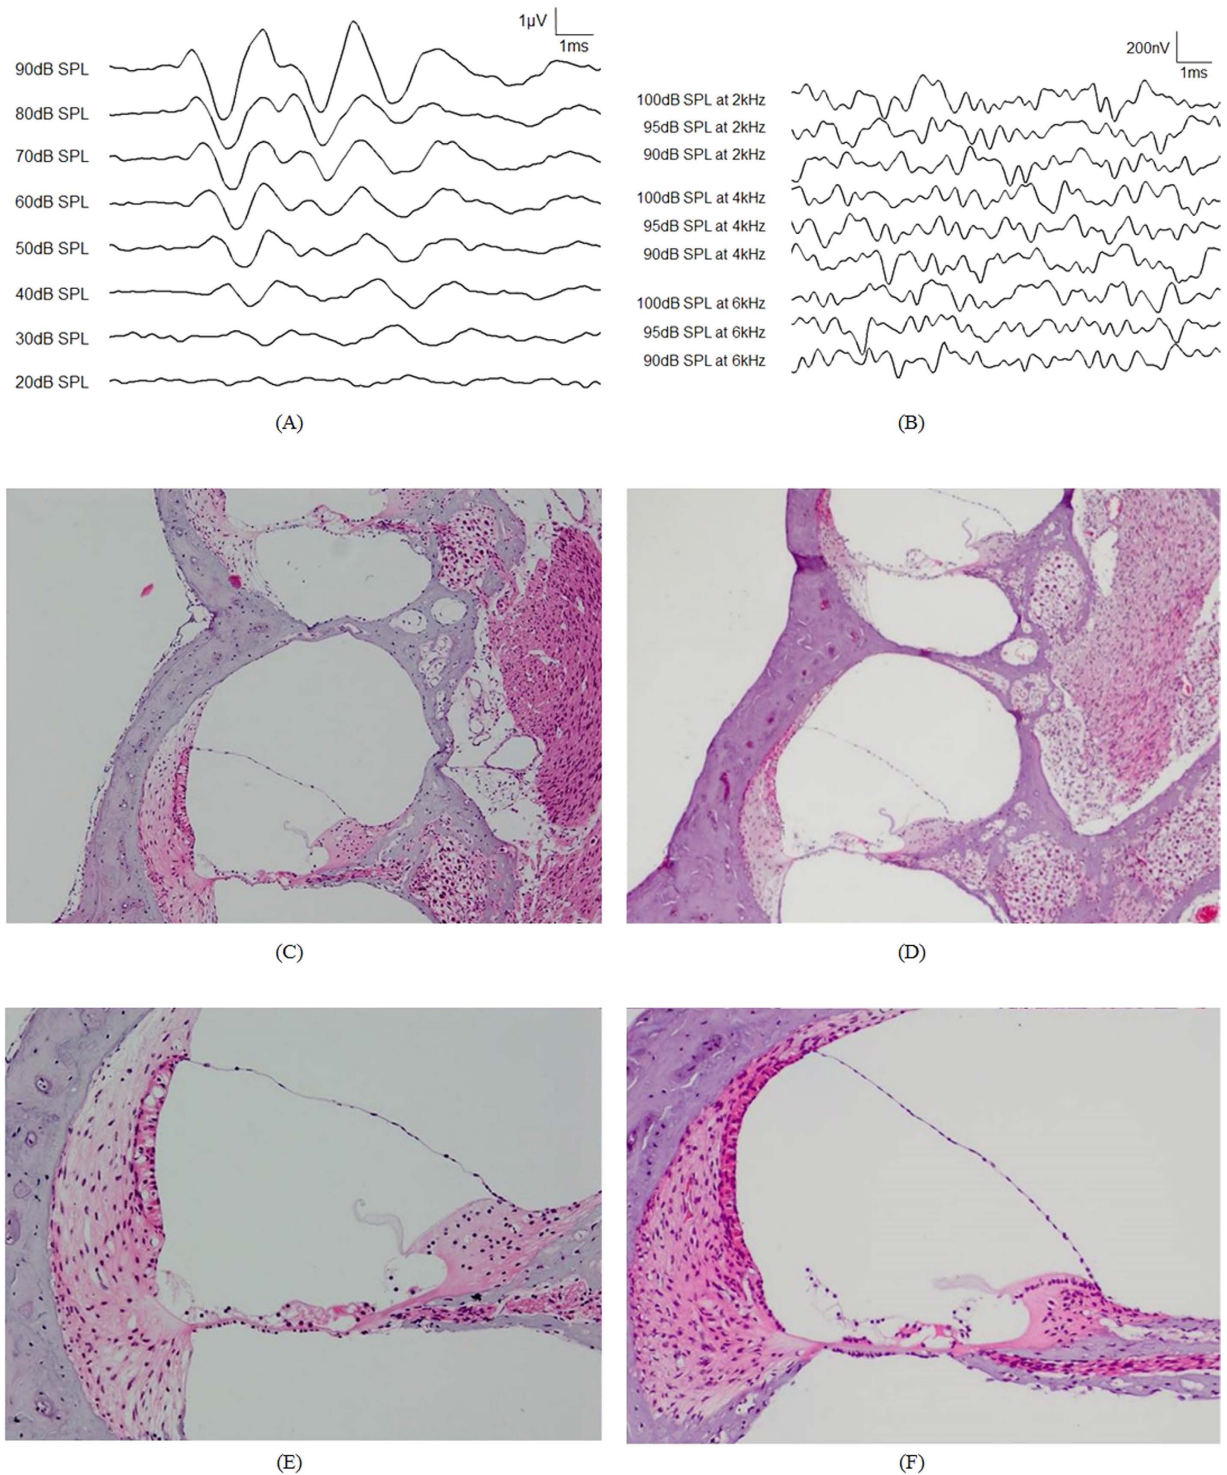 1µV
1ms
90dB SPL
80dB SPL
70dB SPL
60dB SPL
50dB SPL
40dB SPL
30dB SPL
20dB SPL
(A)
200nV
1ms
100dB SPL at 2kHz
95dB SPL at 2kHz
90dB SPL at 2kHz
100dB SPL at 4kHz
95dB SPL at 4kHz
90dB SPL at 4kHz
100dB SPL at 6kHz
95dB SPL at 6kHz
90dB SPL at 6kHz
(B)
(C)
(D)
(E)
(F)